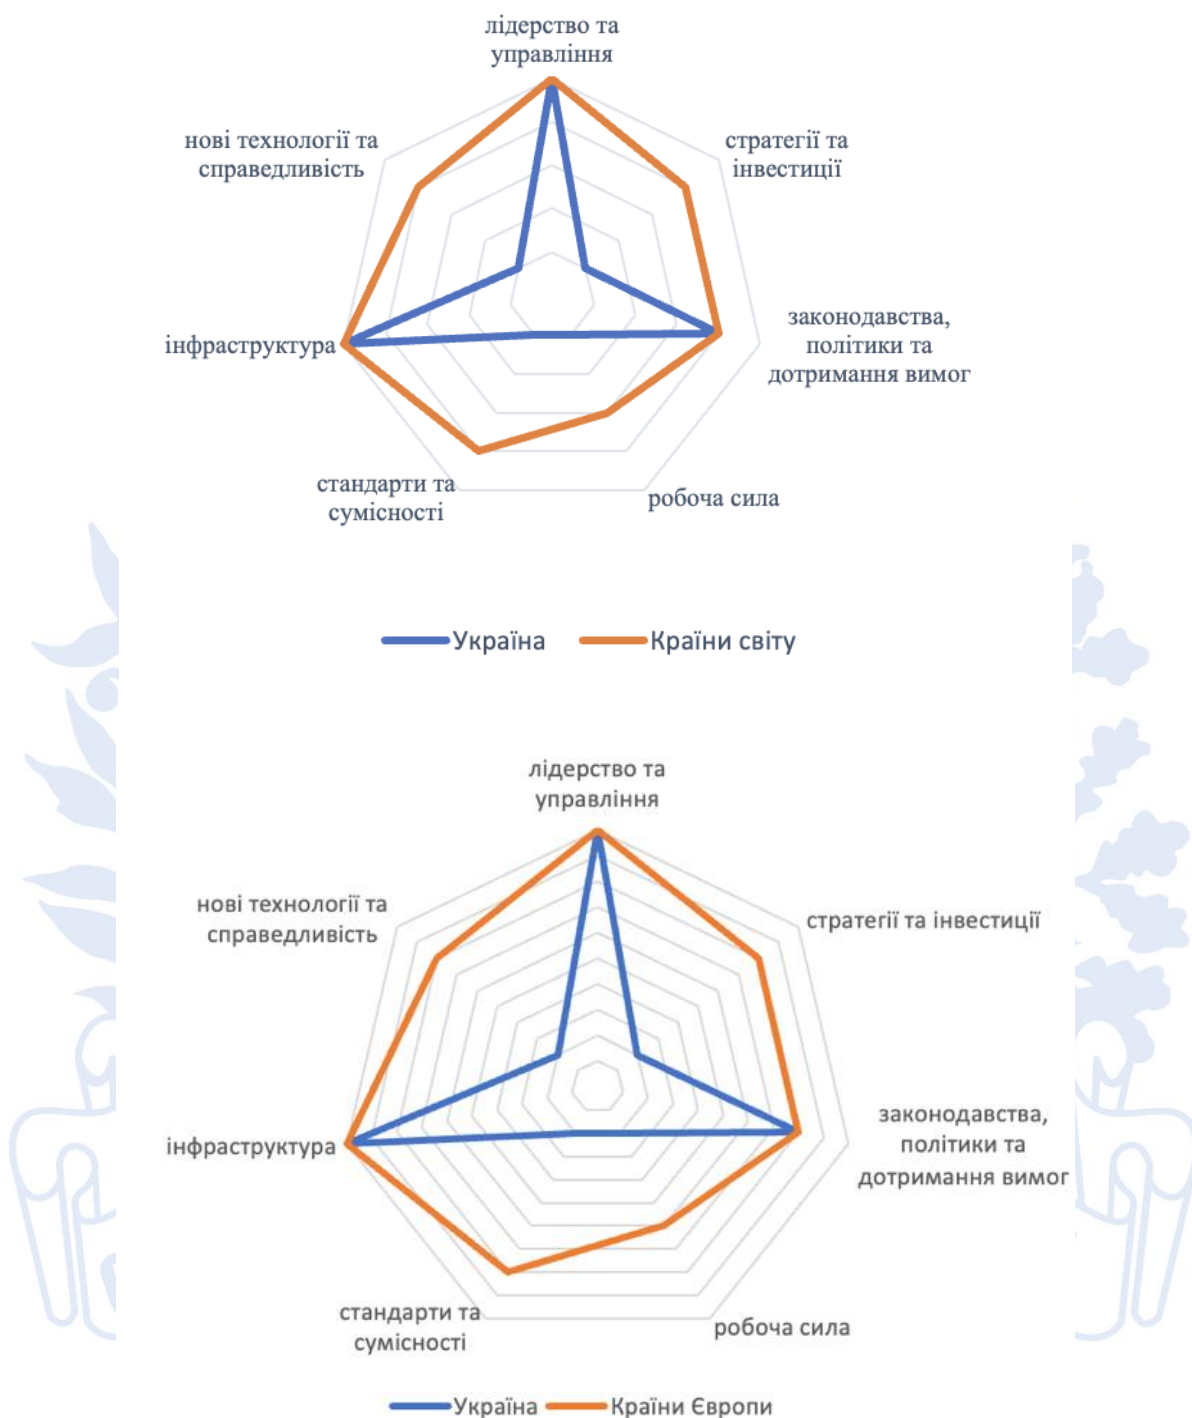 лідерство та
управління
нові технології та
справедливість
стратегії та
інвестиції
законодавства,
політики та
дотримання вимог
інфраструктура
стандарти та
сумісності
робоча сила
Україна
Країни світу
лідерство та
управління
нові технології та
справедливість
стратегії та інвестиції
законодавства,
політики та
дотримання вимог
інфраструктура
стандарти та
сумісності
робоча сила
Україна
Країни Європи